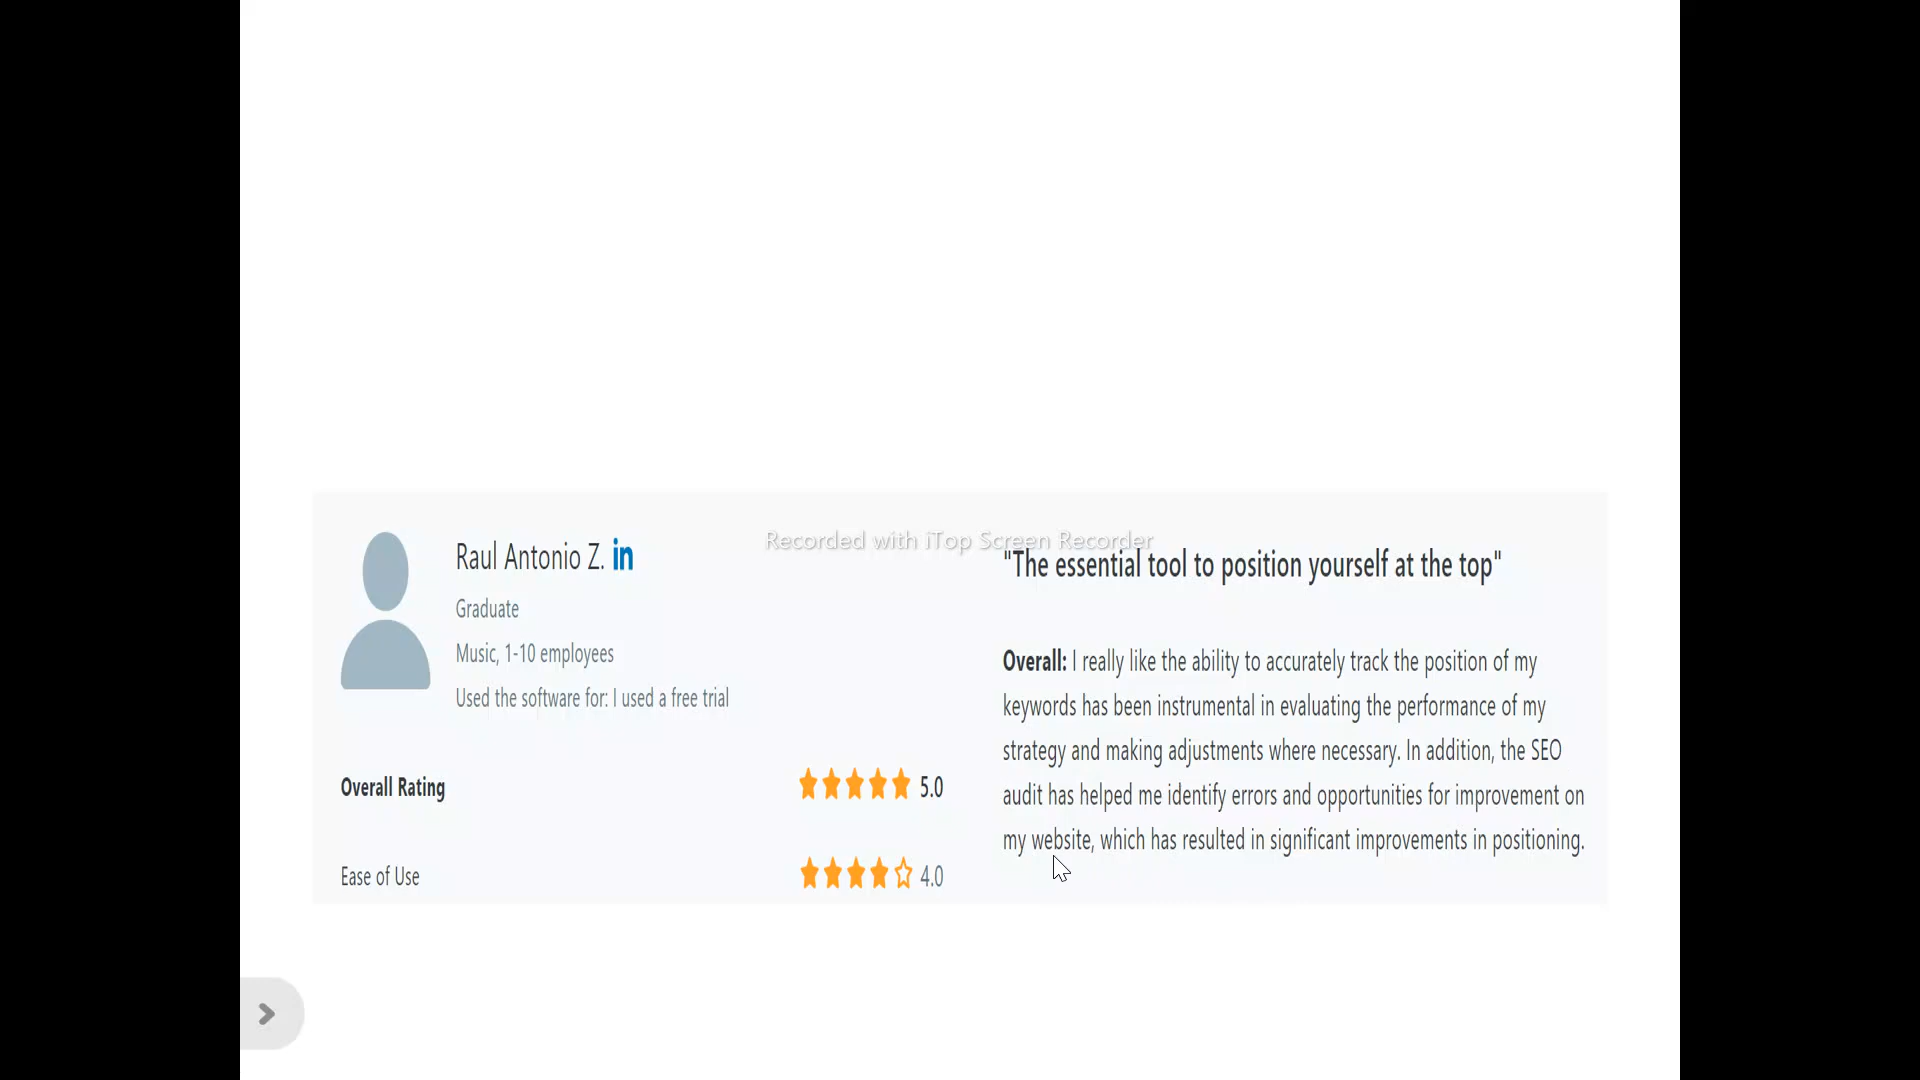 Recorded with iTop Screen Recorder
Raul Antonio Z. in
Graduate
Music, 1-10 employees
Used the software for: I used a free trial
Overall Rating 5.0
Ease of Use 4.0
"The essential tool to position yourself at the top"
Overall: I really like the ability to accurately track the position of my
keywords has been instrumental in evaluating the performance of my
strategy and making adjustments where necessary. In addition, the SEO
audit has helped me identify errors and opportunities for improvement on
my website, which has resulted in significant improvements in positioning.